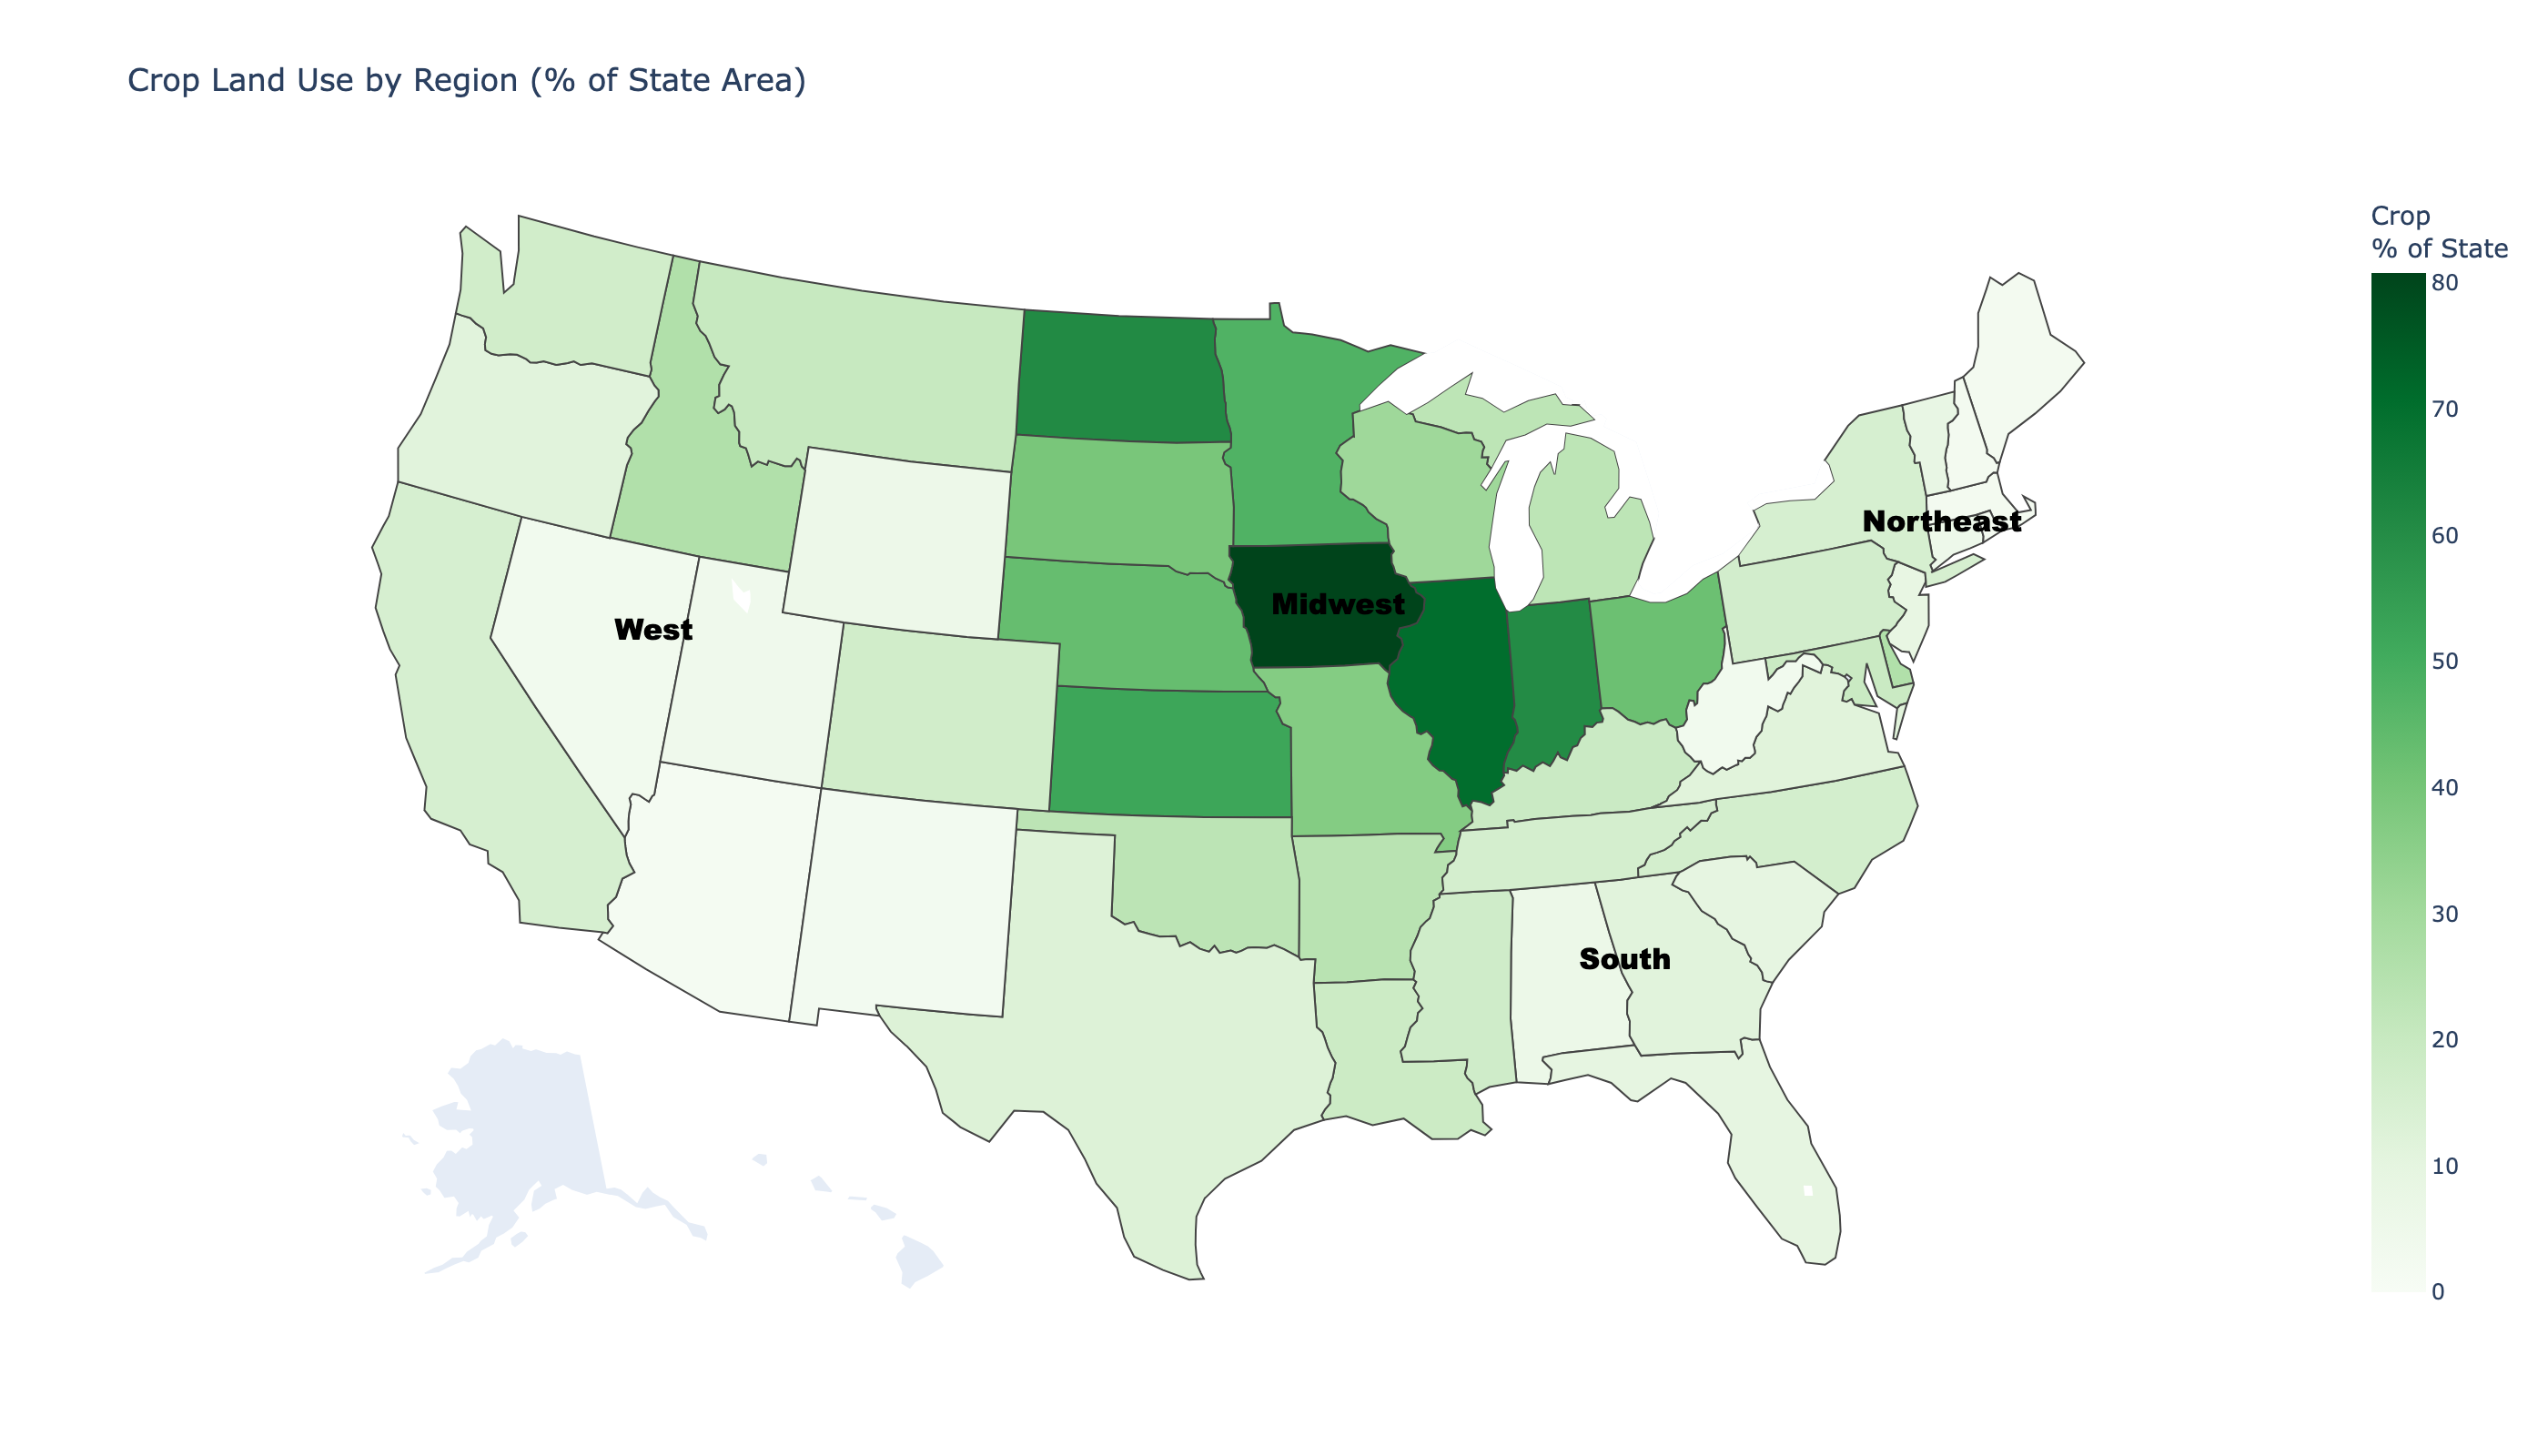 Crop Land Use by Region (% of State Area)
Crop
% of State
80
70
60
50
40
30
20
10
0
Northeast
Midwest
West
South